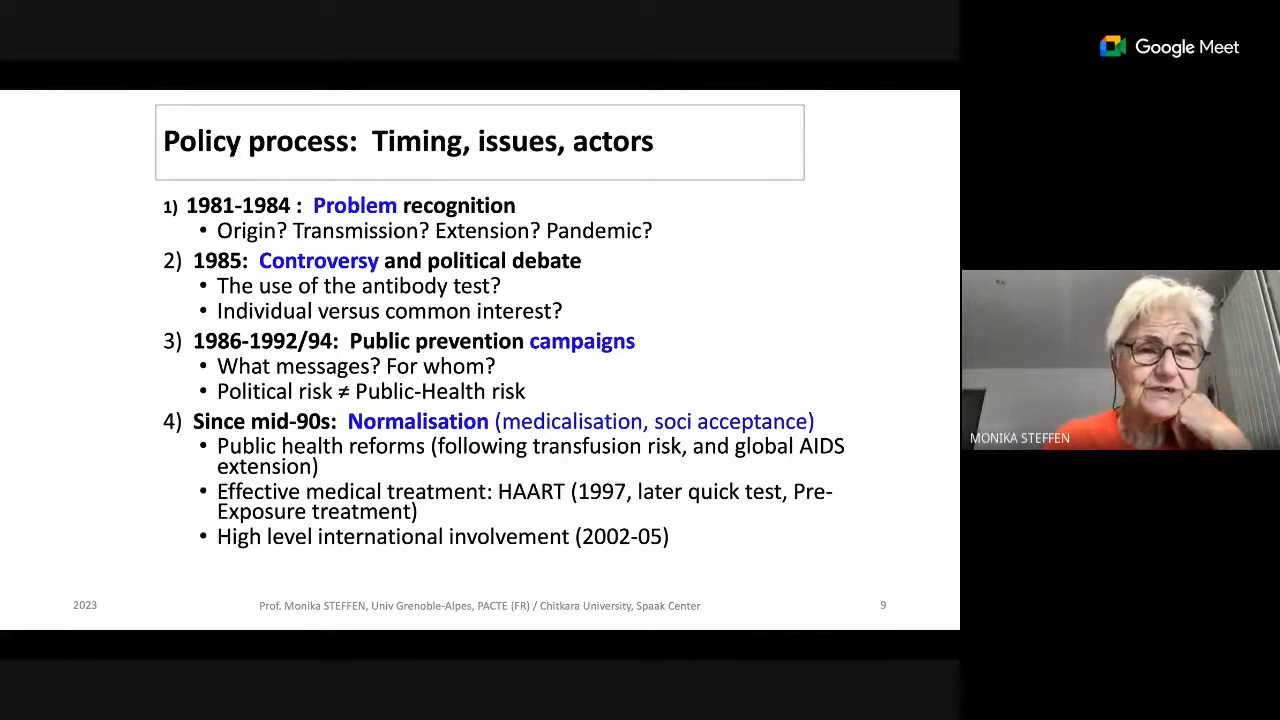 Google Meet
Policy process:  Timing, issues, actors
1) 1981-1984 :  Problem recognition
• Origin? Transmission? Extension? Pandemic?
2) 1985:  Controversy and political debate
• The use of the antibody test?
• Individual versus common interest?
3) 1986-1992/94:  Public prevention campaigns
• What messages? For whom?
• Political risk ≠ Public-Health risk
4) Since mid-90s:  Normalisation (medicalisation, soci acceptance)
• Public health reforms (following transfusion risk, and global AIDS
extension)
• Effective medical treatment: HAART (1997, later quick test, Pre-
Exposure treatment)
• High level international involvement (2002-05)
2023
Prof. Monika STEFFEN, Univ Grenoble-Alpes, PACTE (FR) / Chitkara University, Spaak Center
9
MONIKA STEFFEN